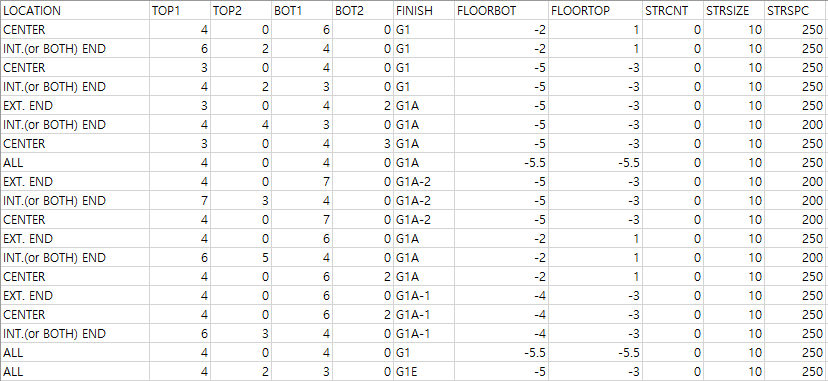 LOCATION TOP1 TOP2 BOT1 BOT2 FINISH FLOORBOT FLOORTOP STRCNT STRSIZE STRSPC
CENTER 4 0 6 0 G1 -2 1 0 10 250
INT.(or BOTH) END 6 2 4 0 G1 -2 1 0 10 250
CENTER 3 0 4 0 G1 -5 -3 0 10 250
INT.(or BOTH) END 4 2 3 0 G1 -5 -3 0 10 250
EXT. END 3 0 4 2 G1A -5 -3 0 10 250
INT.(or BOTH) END 4 4 3 0 G1A -5 -3 0 10 200
CENTER 3 0 4 3 G1A -5 -3 0 10 250
ALL 4 0 4 0 G1A -5.5 -5.5 0 10 250
EXT. END 4 0 7 0 G1A-2 -5 -3 0 10 200
INT.(or BOTH) END 7 3 4 0 G1A-2 -5 -3 0 10 200
CENTER 4 0 7 0 G1A-2 -5 -3 0 10 200
EXT. END 4 0 6 0 G1A -2 1 0 10 250
INT.(or BOTH) END 6 5 4 0 G1A -2 1 0 10 200
CENTER 4 0 6 2 G1A -2 1 0 10 250
EXT. END 4 0 6 0 G1A-1 -4 -3 0 10 250
CENTER 4 0 6 2 G1A-1 -4 -3 0 10 250
INT.(or BOTH) END 6 3 4 0 G1A-1 -4 -3 0 10 250
ALL 4 0 4 0 G1 -5.5 -5.5 0 10 250
ALL 4 2 3 0 G1E -5 -3 0 10 250